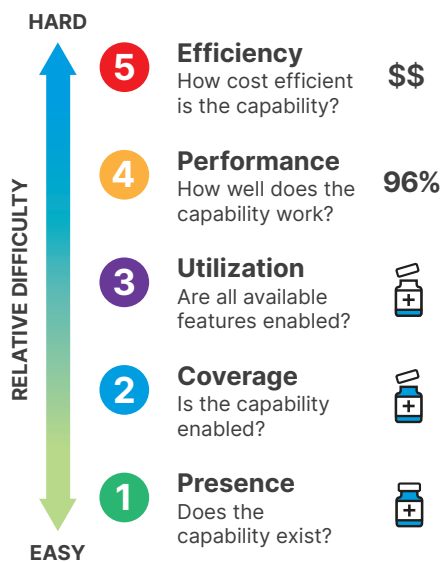 HARD
RELATIVE DIFFICULTY
5
Efficiency
How cost efficient
is the capability?
$$
4
Performance
How well does the
capability work?
96%
3
Utilization
Are all available
features enabled?
2
Coverage
Is the capability
enabled?
1
Presence
Does the
capability exist?
EASY